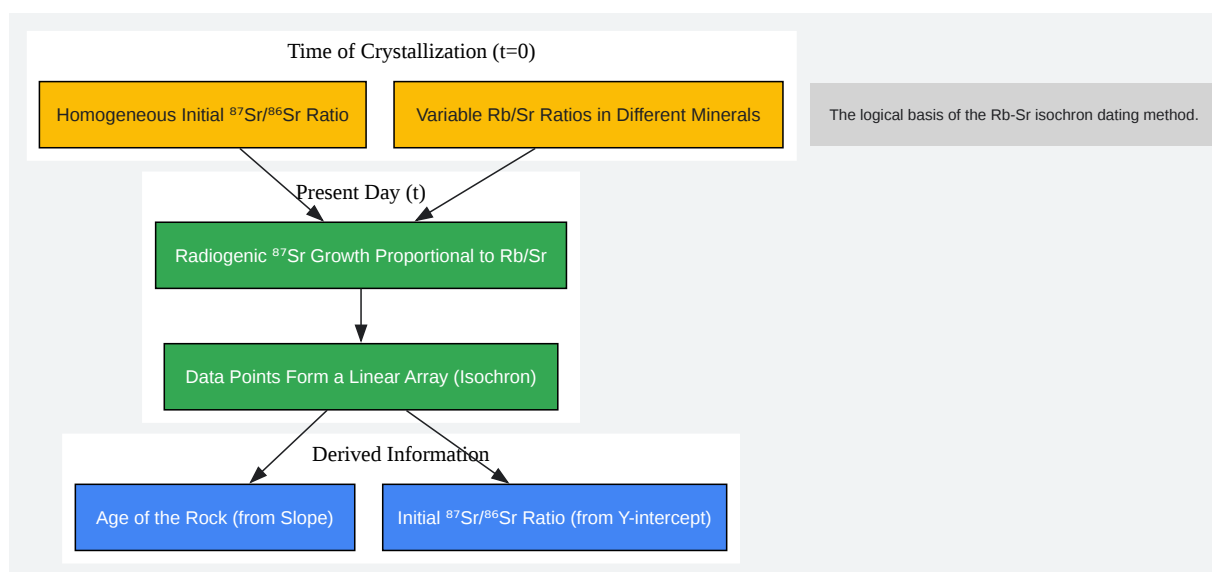 Time of Crystallization (t=0)
Homogeneous Initial ⁸⁷Sr/⁸⁶Sr Ratio
Variable Rb/Sr Ratios in Different Minerals
The logical basis of the Rb-Sr isochron dating method.
Present Day (t)
Radiogenic ⁸⁷Sr Growth Proportional to Rb/Sr
Data Points Form a Linear Array (Isochron)
Derived Information
Age of the Rock (from Slope)
Initial ⁸⁷Sr/⁸⁶Sr Ratio (from Y-intercept)